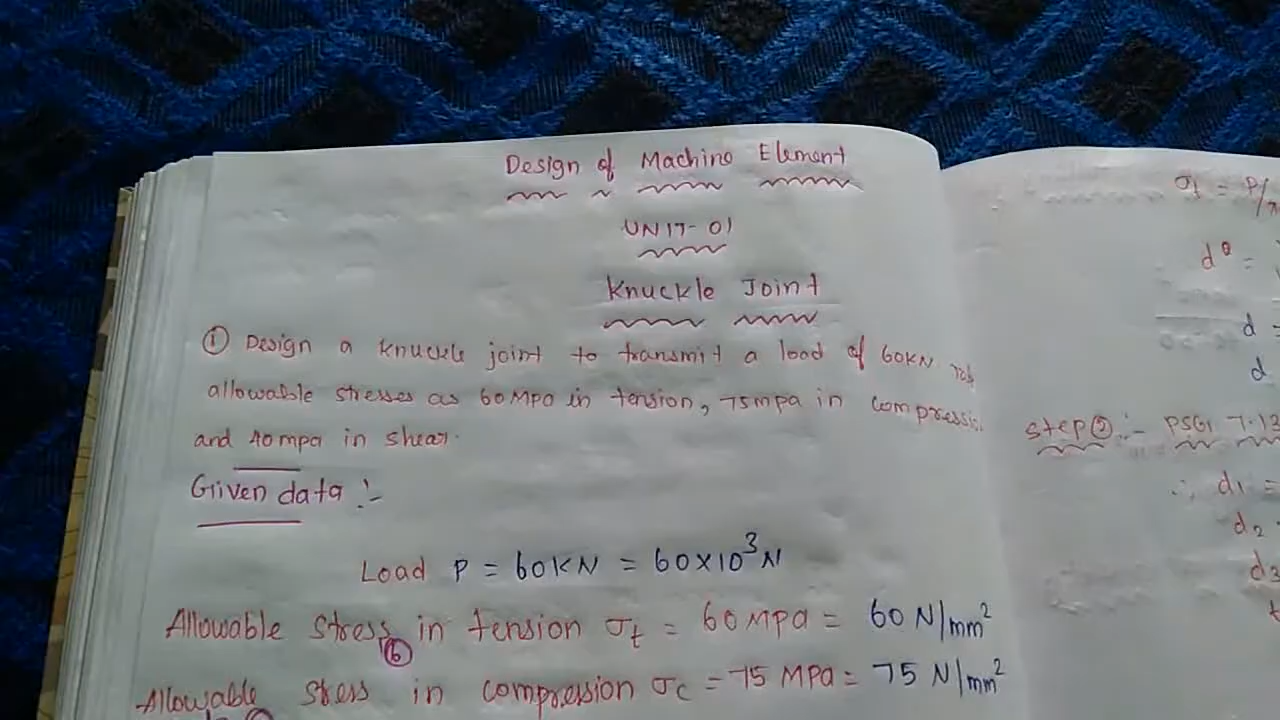 Design of Machine Element
UNIT-01
Knuckle Joint
① Design a knuckle joint to transmit a load of 60KN
allowable stresses as 60MPa in tension, 75mpa in
and 40mpa in shear.
Given data :-
Load P = 60KN = 60×10³ N
Allowable stress in tension σt = 60 MPa = 60 N/mm²
Allowable stress in compression σc = 75 MPa = 75 N/mm²
σt = P/
d² =
d =
d
step② :- PSG 7.13
∴ d1 =
d2
d3
t